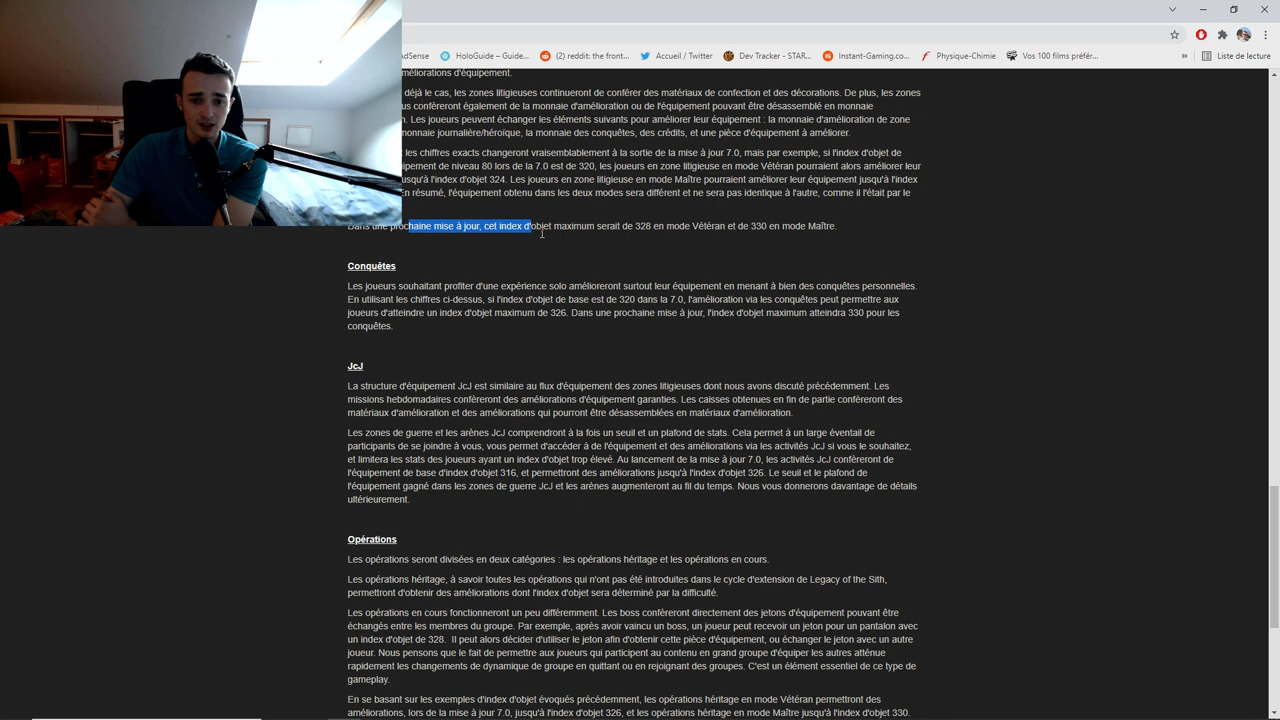 AdSense
HoloGuide – Guide...
(2) reddit: the front...
Accueil / Twitter
Dev Tracker - STAR...
Instant-Gaming.co...
Physique-Chimie
Vos 100 films préfér...
»
Liste de lecture
améliorations d'équipement.
déjà le cas, les zones litigieuses continueront de conférer des matériaux de confection et des décorations. De plus, les zones
us confèreront également de la monnaie d'amélioration ou de l'équipement pouvant être désassemblé en monnaie
n. Les joueurs peuvent échanger les éléments suivants pour améliorer leur équipement : la monnaie d'amélioration de zone
monnaie journalière/héroïque, la monnaie des conquêtes, des crédits, et une pièce d'équipement à améliorer.
les chiffres exacts changeront vraisemblablement à la sortie de la mise à jour 7.0, mais par exemple, si l'index d'objet de
uipement de niveau 80 lors de la 7.0 est de 320, les joueurs en zone litigieuse en mode Vétéran pourraient alors améliorer leur
jusqu'à l'index d'objet 324. Les joueurs en zone litigieuse en mode Maître pourraient améliorer leur équipement jusqu'à l'index
En résumé, l'équipement obtenu dans les deux modes sera différent et ne sera pas identique à l'autre, comme il l'était par le
Dans une prochaine mise à jour, cet index d'objet maximum serait de 328 en mode Vétéran et de 330 en mode Maître.
Conquêtes
Les joueurs souhaitant profiter d'une expérience solo amélioreront surtout leur équipement en menant à bien des conquêtes personnelles.
En utilisant les chiffres ci-dessus, si l'index d'objet de base est de 320 dans la 7.0, l'amélioration via les conquêtes peut permettre aux
joueurs d'atteindre un index d'objet maximum de 326. Dans une prochaine mise à jour, l'index d'objet maximum atteindra 330 pour les
conquêtes.
JcJ
La structure d'équipement JcJ est similaire au flux d'équipement des zones litigieuses dont nous avons discuté précédemment. Les
missions hebdomadaires confèreront des améliorations d'équipement garanties. Les caisses obtenues en fin de partie confèreront des
matériaux d'amélioration et des améliorations qui pourront être désassemblées en matériaux d'amélioration.
Les zones de guerre et les arènes JcJ comprendront à la fois un seuil et un plafond de stats. Cela permet à un large éventail de
participants de se joindre à vous, vous permet d'accéder à de l'équipement et des améliorations via les activités JcJ si vous le souhaitez,
et limitera les stats des joueurs ayant un index d'objet trop élevé. Au lancement de la mise à jour 7.0, les activités JcJ confèreront de
l'équipement de base d'index d'objet 316, et permettront des améliorations jusqu'à l'index d'objet 326. Le seuil et le plafond de
l'équipement gagné dans les zones de guerre JcJ et les arènes augmenteront au fil du temps. Nous vous donnerons davantage de détails
ultérieurement.
Opérations
Les opérations seront divisées en deux catégories : les opérations héritage et les opérations en cours.
Les opérations héritage, à savoir toutes les opérations qui n'ont pas été introduites dans le cycle d'extension de Legacy of the Sith,
permettront d'obtenir des améliorations dont l'index d'objet sera déterminé par la difficulté.
Les opérations en cours fonctionneront un peu différemment. Les boss confèreront directement des jetons d'équipement pouvant être
échangés entre les membres du groupe. Par exemple, après avoir vaincu un boss, un joueur peut recevoir un jeton pour un pantalon avec
un index d'objet de 328. Il peut alors décider d'utiliser le jeton afin d'obtenir cette pièce d'équipement, ou échanger le jeton avec un autre
joueur. Nous pensons que le fait de permettre aux joueurs qui participent au contenu en grand groupe d'équiper les autres atténue
rapidement les changements de dynamique de groupe en quittant ou en rejoignant des groupes. C'est un élément essentiel de ce type de
gameplay.
En se basant sur les exemples d'index d'objet évoqués précédemment, les opérations héritage en mode Vétéran permettront des
améliorations, lors de la mise à jour 7.0, jusqu'à l'index d'objet 326, et les opérations héritage en mode Maître jusqu'à l'index d'objet 330.